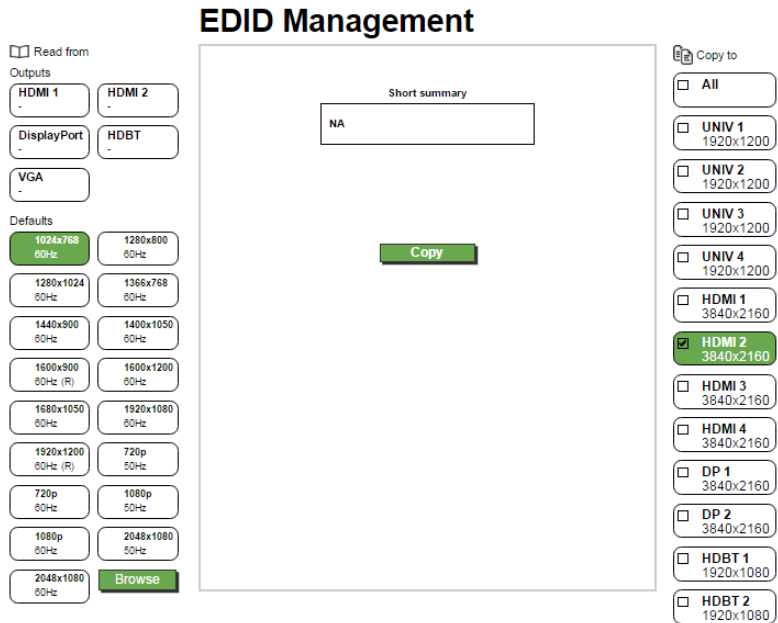 EDID Management
Read from
Outputs
HDMI 1
-
HDMI 2
-
DisplayPort
-
HDBT
-
VGA
-
Defaults
1024x768
60Hz
1280x800
60Hz
1280x1024
60Hz
1366x768
60Hz
1440x900
60Hz
1400x1050
60Hz
1600x900
60Hz (R)
1600x1200
60Hz
1680x1050
60Hz
1920x1080
60Hz
1920x1200
60Hz (R)
720p
50Hz
720p
60Hz
1080p
50Hz
1080p
60Hz
2048x1080
50Hz
2048x1080
60Hz
Browse
Short summary
NA
Copy
Copy to
All
UNIV 1
1920x1200
UNIV 2
1920x1200
UNIV 3
1920x1200
UNIV 4
1920x1200
HDMI 1
3840x2160
HDMI 2
3840x2160
HDMI 3
3840x2160
HDMI 4
3840x2160
DP 1
3840x2160
DP 2
3840x2160
HDBT 1
1920x1080
HDBT 2
1920x1080